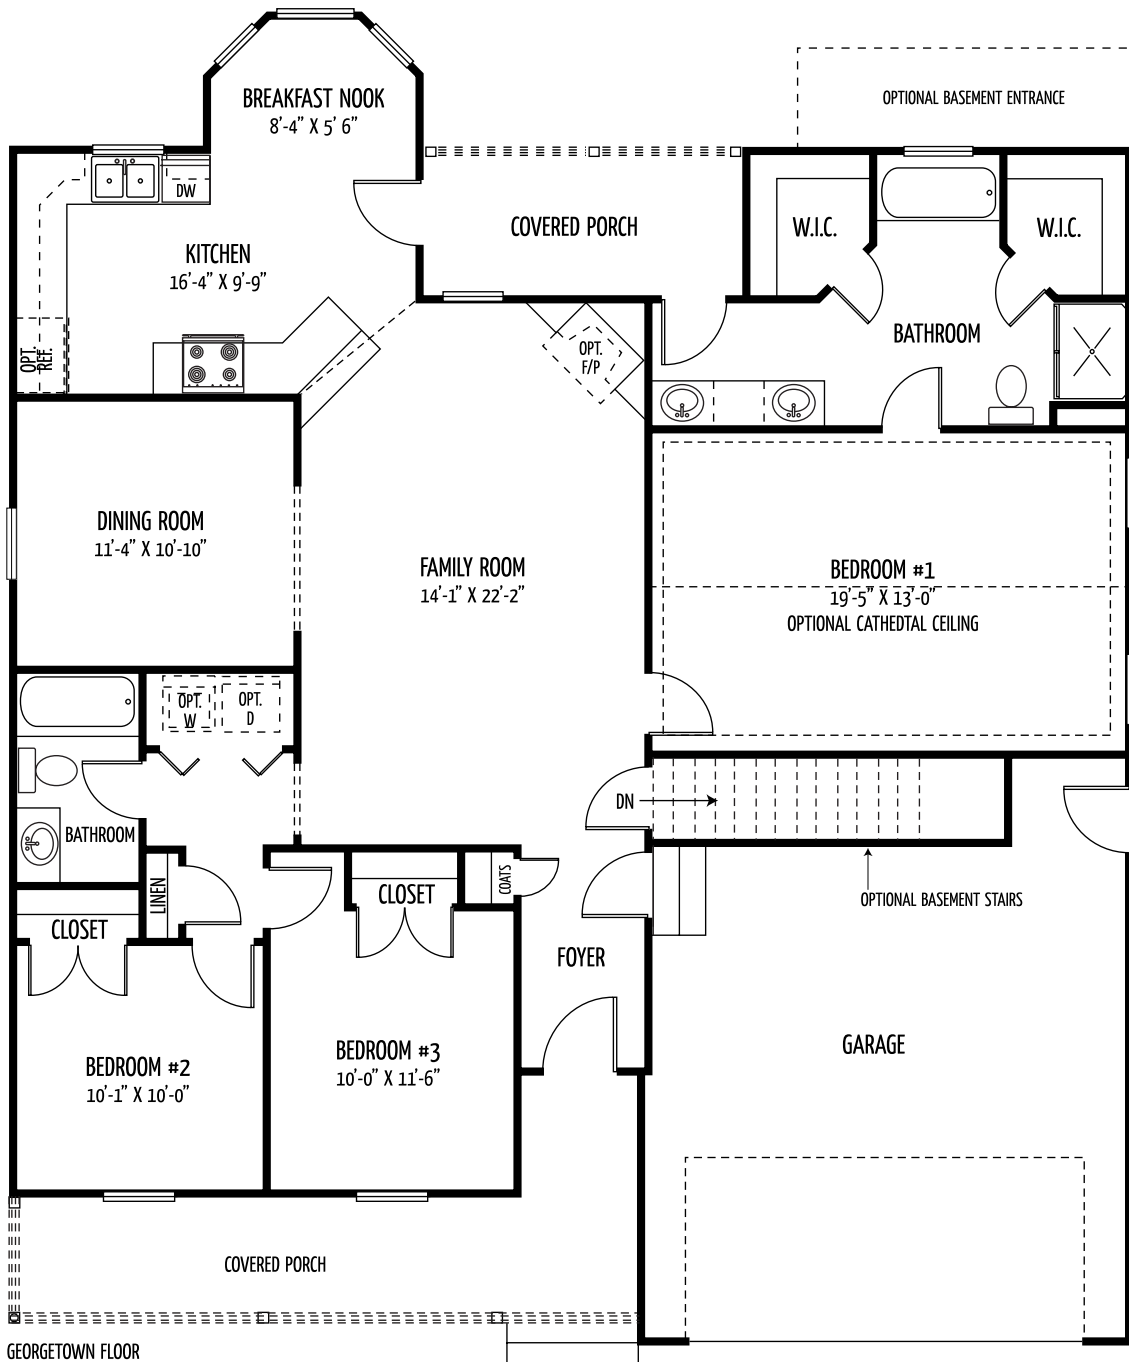 BREAKFAST NOOK
8'-4" X 5' 6"
OPTIONAL BASEMENT ENTRANCE
DW
COVERED PORCH
W.I.C.
W.I.C.
KITCHEN
16'-4" X 9'-9"
BATHROOM
OPT.
REF.
OPT.
F/P
DINING ROOM
11'-4" X 10'-10"
FAMILY ROOM
14'-1" X 22'-2"
BEDROOM #1
19'-5" X 13'-0"
OPTIONAL CATHEDTAL CEILING
OPT.
W
OPT.
D
DN
BATHROOM
LINEN
CLOSET
COATS
OPTIONAL BASEMENT STAIRS
CLOSET
FOYER
BEDROOM #2
10'-1" X 10'-0"
BEDROOM #3
10'-0" X 11'-6"
GARAGE
COVERED PORCH
GEORGETOWN FLOOR